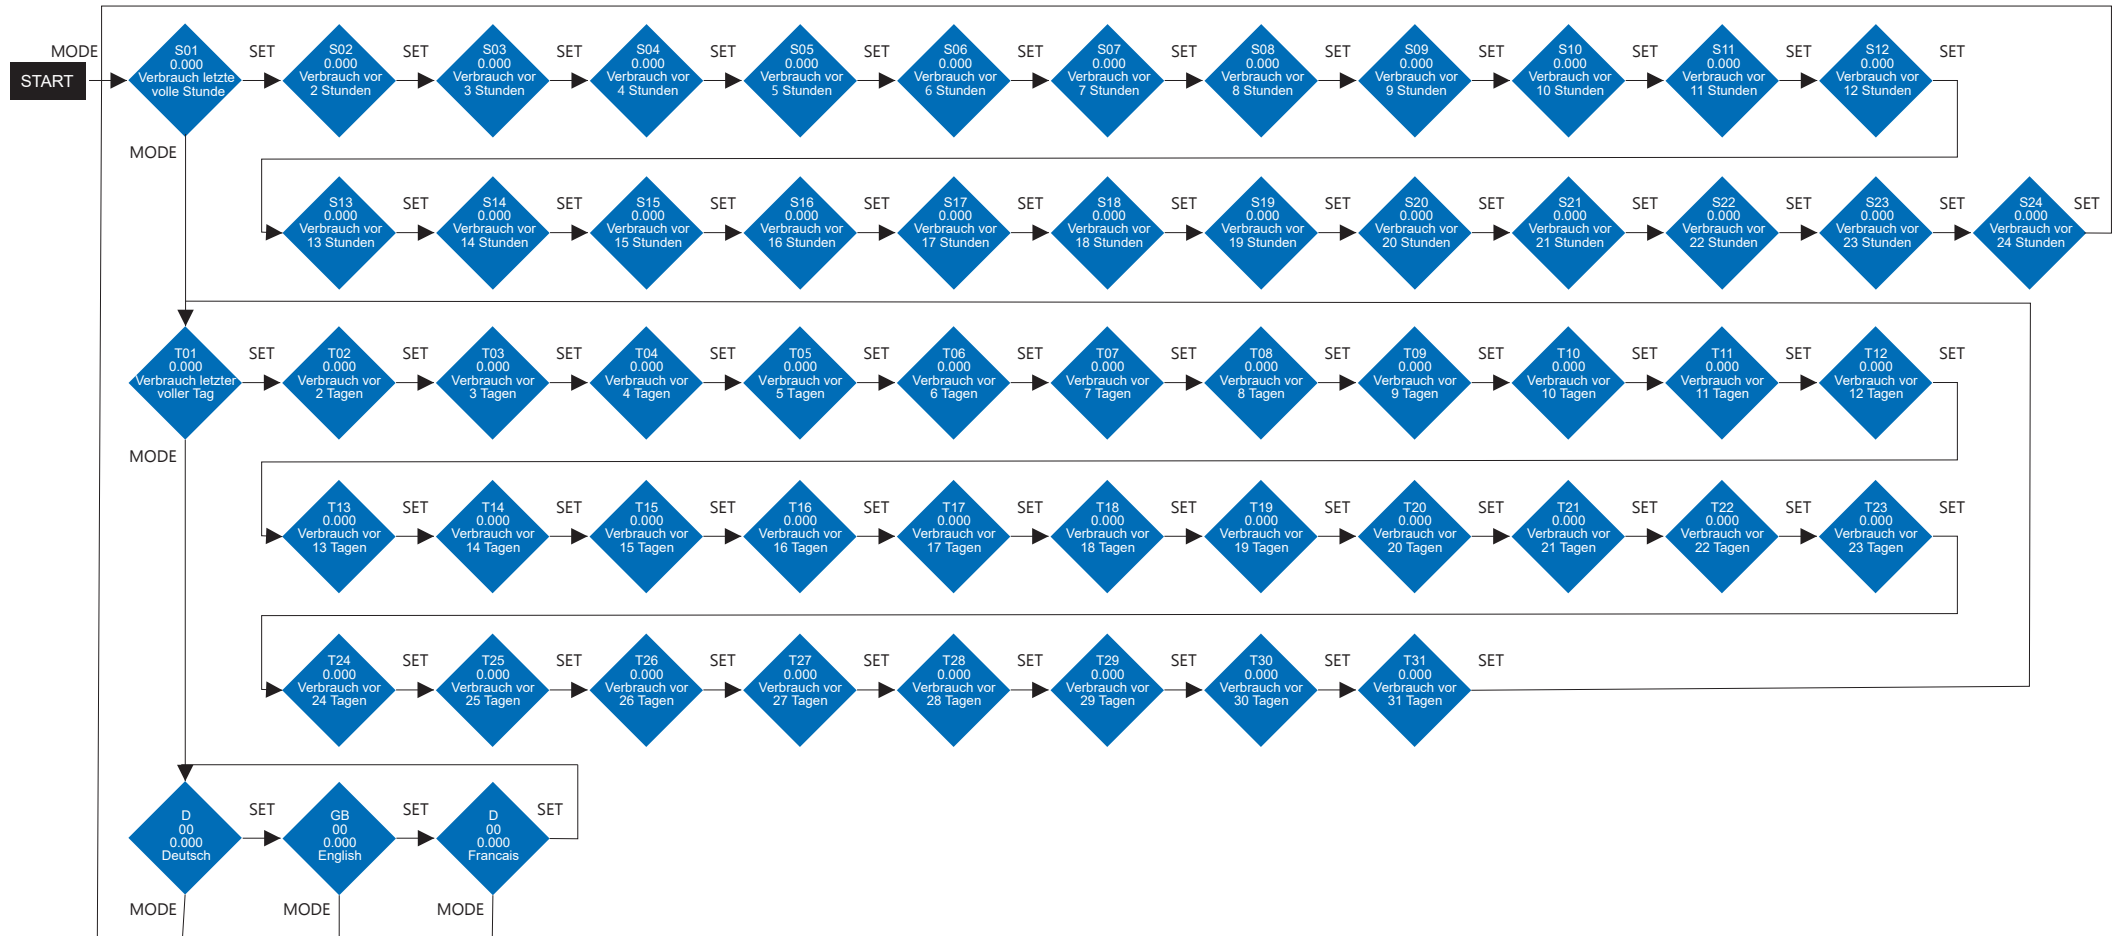 MODE
START
S01
0.000
Verbrauch letzte
volle Stunde
SET
S02
0.000
Verbrauch vor
2 Stunden
SET
S03
0.000
Verbrauch vor
3 Stunden
SET
S04
0.000
Verbrauch vor
4 Stunden
SET
S05
0.000
Verbrauch vor
5 Stunden
SET
S06
0.000
Verbrauch vor
6 Stunden
SET
S07
0.000
Verbrauch vor
7 Stunden
SET
S08
0.000
Verbrauch vor
8 Stunden
SET
S09
0.000
Verbrauch vor
9 Stunden
SET
S10
0.000
Verbrauch vor
10 Stunden
SET
S11
0.000
Verbrauch vor
11 Stunden
SET
S12
0.000
Verbrauch vor
12 Stunden
SET
MODE
S13
0.000
Verbrauch vor
13 Stunden
SET
S14
0.000
Verbrauch vor
14 Stunden
SET
S15
0.000
Verbrauch vor
15 Stunden
SET
S16
0.000
Verbrauch vor
16 Stunden
SET
S17
0.000
Verbrauch vor
17 Stunden
SET
S18
0.000
Verbrauch vor
18 Stunden
SET
S19
0.000
Verbrauch vor
19 Stunden
SET
S20
0.000
Verbrauch vor
20 Stunden
SET
S21
0.000
Verbrauch vor
21 Stunden
SET
S22
0.000
Verbrauch vor
22 Stunden
SET
S23
0.000
Verbrauch vor
23 Stunden
SET
S24
0.000
Verbrauch vor
24 Stunden
SET
T01
0.000
Verbrauch letzter
voller Tag
SET
T02
0.000
Verbrauch vor
2 Tagen
SET
T03
0.000
Verbrauch vor
3 Tagen
SET
T04
0.000
Verbrauch vor
4 Tagen
SET
T05
0.000
Verbrauch vor
5 Tagen
SET
T06
0.000
Verbrauch vor
6 Tagen
SET
T07
0.000
Verbrauch vor
7 Tagen
SET
T08
0.000
Verbrauch vor
8 Tagen
SET
T09
0.000
Verbrauch vor
9 Tagen
SET
T10
0.000
Verbrauch vor
10 Tagen
SET
T11
0.000
Verbrauch vor
11 Tagen
SET
T12
0.000
Verbrauch vor
12 Tagen
SET
MODE
T13
0.000
Verbrauch vor
13 Tagen
SET
T14
0.000
Verbrauch vor
14 Tagen
SET
T15
0.000
Verbrauch vor
15 Tagen
SET
T16
0.000
Verbrauch vor
16 Tagen
SET
T17
0.000
Verbrauch vor
17 Tagen
SET
T18
0.000
Verbrauch vor
18 Tagen
SET
T19
0.000
Verbrauch vor
19 Tagen
SET
T20
0.000
Verbrauch vor
20 Tagen
SET
T21
0.000
Verbrauch vor
21 Tagen
SET
T22
0.000
Verbrauch vor
22 Tagen
SET
T23
0.000
Verbrauch vor
23 Tagen
SET
T24
0.000
Verbrauch vor
24 Tagen
SET
T25
0.000
Verbrauch vor
25 Tagen
SET
T26
0.000
Verbrauch vor
26 Tagen
SET
T27
0.000
Verbrauch vor
27 Tagen
SET
T28
0.000
Verbrauch vor
28 Tagen
SET
T29
0.000
Verbrauch vor
29 Tagen
SET
T30
0.000
Verbrauch vor
30 Tagen
SET
T31
0.000
Verbrauch vor
31 Tagen
SET
D
00
0.000
Deutsch
SET
GB
00
0.000
English
SET
D
00
0.000
Francais
SET
MODE
MODE
MODE